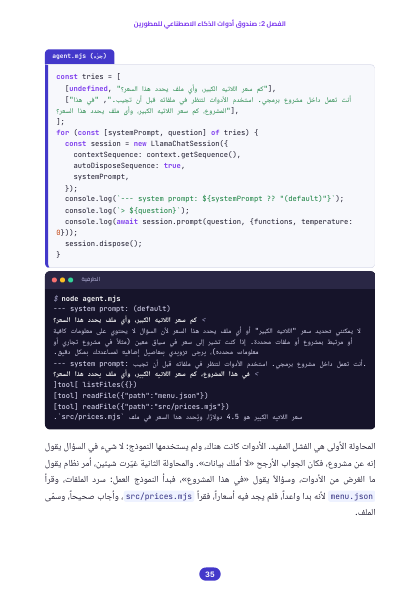 الفصل 2: صندوق أدوات الذكاء الاصطناعي للمطورين
agent.mjs (جزء)
const tries = [
[undefined, "كم سعر اللاتيه الكبير، وأي ملف يحدد هذا السعر؟"],
["أنت تعمل داخل مشروع برمجي. استخدم الأدوات لتنظر في ملفاته قبل أن تجيب.", "في هذا
المشروع، كم سعر اللاتيه الكبير، وأي ملف يحدد هذا السعر؟"],
];
for (const [systemPrompt, question] of tries) {
const session = new LlamaChatSession({
contextSequence: context.getSequence(),
autoDisposeSequence: true,
systemPrompt,
});
console.log(`--- system prompt: ${systemPrompt ?? "(default)"}`);
console.log(`> ${question}`);
console.log(await session.prompt(question, {functions, temperature:
0}));
session.dispose();
}
الطرفية
$ node agent.mjs
--- system prompt: (default)
> كم سعر اللاتيه الكبير، وأي ملف يحدد هذا السعر؟
لا يمكنني تحديد سعر "اللاتيه الكبير" أو أي ملف يحدد هذا السعر لأن السؤال لا يحتوي على معلومات كافية
أو مرتبط بمشروع أو ملفات محددة. إذا كنت تشير إلى سعر في سياق معين (مثلاً في مشروع تجاري أو
معلومات محددة)، يرجى تزويدي بتفاصيل إضافية لمساعدتك بشكل دقيق.
--- system prompt: أنت تعمل داخل مشروع برمجي. استخدم الأدوات لتنظر في ملفاته قبل أن تجيب.
> في هذا المشروع، كم سعر اللاتيه الكبير، وأي ملف يحدد هذا السعر؟
[tool] listFiles({})
[tool] readFile({"path":"menu.json"})
[tool] readFile({"path":"src/prices.mjs"})
سعر اللاتيه الكبير هو 4.5 دولارًا، ويُحدد هذا السعر في ملف `src/prices.mjs`.
المحاولة الأولى هي الفشل المفيد. الأدوات كانت هناك، ولم يستخدمها النموذج: لا شيء في السؤال يقول
إنه عن مشروع، فكان الجواب الأرجح «لا أملك بيانات». والمحاولة الثانية غيّرت شيئين، أمر نظام يقول
ما الغرض من الأدوات، وسؤالاً يقول «في هذا المشروع»، فبدأ النموذج العمل: سرد الملفات، وقرأ
menu.json لأنه بدا واعداً، فلم يجد فيه أسعاراً، فقرأ src/prices.mjs، وأجاب صحيحاً، وسمّى
الملف.
35